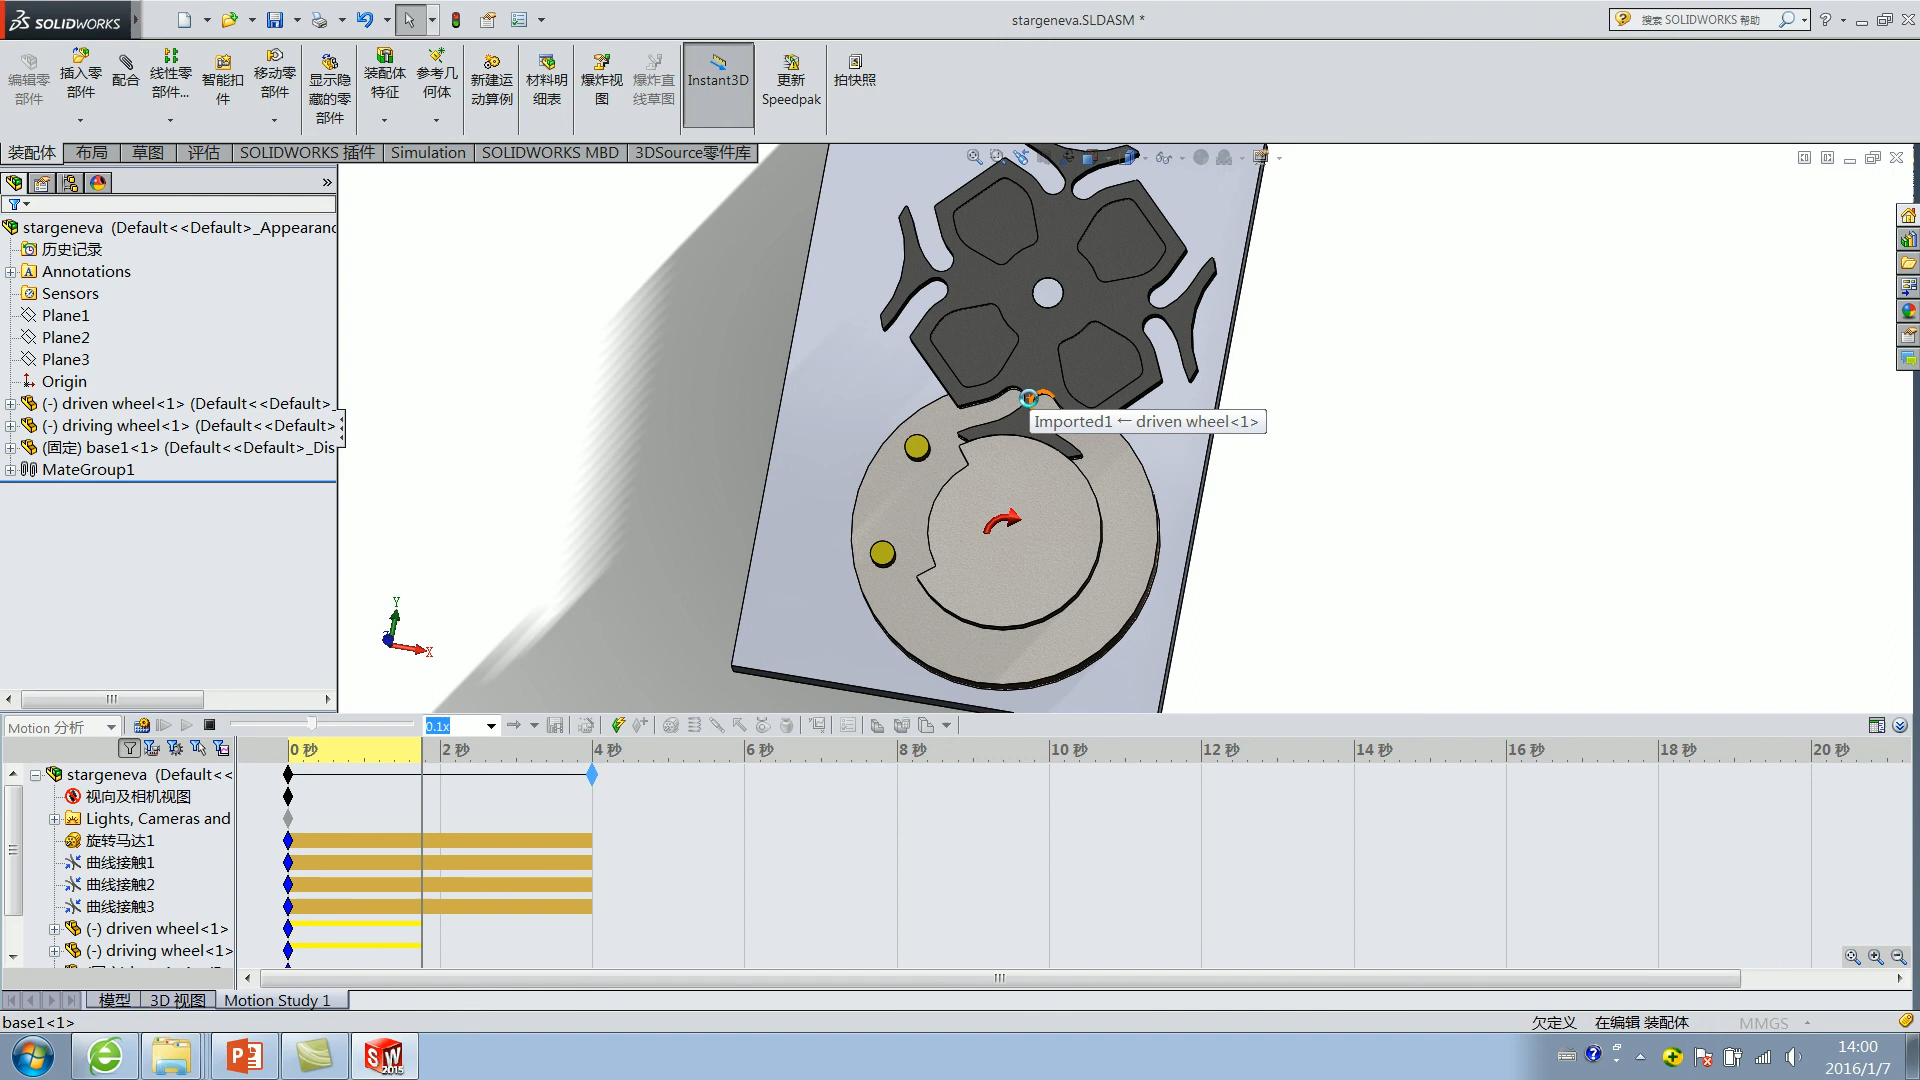 SOLIDWORKS
stargeneva.SLDASM *
搜索 SOLIDWORKS 帮助
编辑零部件
插入零部件
配合
线性零部件...
智能扣件
移动零部件
显示隐藏的零部件
装配体特征
参考几何体
新建运动算例
材料明细表
爆炸视图
爆炸直线草图
Instant3D
更新 Speedpak
拍快照
装配体 布局 草图 评估 SOLIDWORKS 插件 Simulation SOLIDWORKS MBD 3DSource零件库
stargeneva (Default<<Default>_Appearanc
历史记录
Annotations
Sensors
Plane1
Plane2
Plane3
Origin
(-) driven wheel<1> (Default<<Default>_
(-) driving wheel<1> (Default<<Default>
(固定) base1<1> (Default<<Default>_Dis
MateGroup1
Imported1 ← driven wheel<1>
Y
Z
X
Motion 分析
0.1x
0 秒 2 秒 4 秒 6 秒 8 秒 10 秒 12 秒 14 秒 16 秒 18 秒 20 秒
stargeneva (Default<<
视向及相机视图
Lights, Cameras and
旋转马达1
曲线接触1
曲线接触2
曲线接触3
(-) driven wheel<1>
(-) driving wheel<1>
模型 3D 视图 Motion Study 1
base1<1>
欠定义 在编辑 装配体 MMGS
SW
2015
14:00
2016/1/7